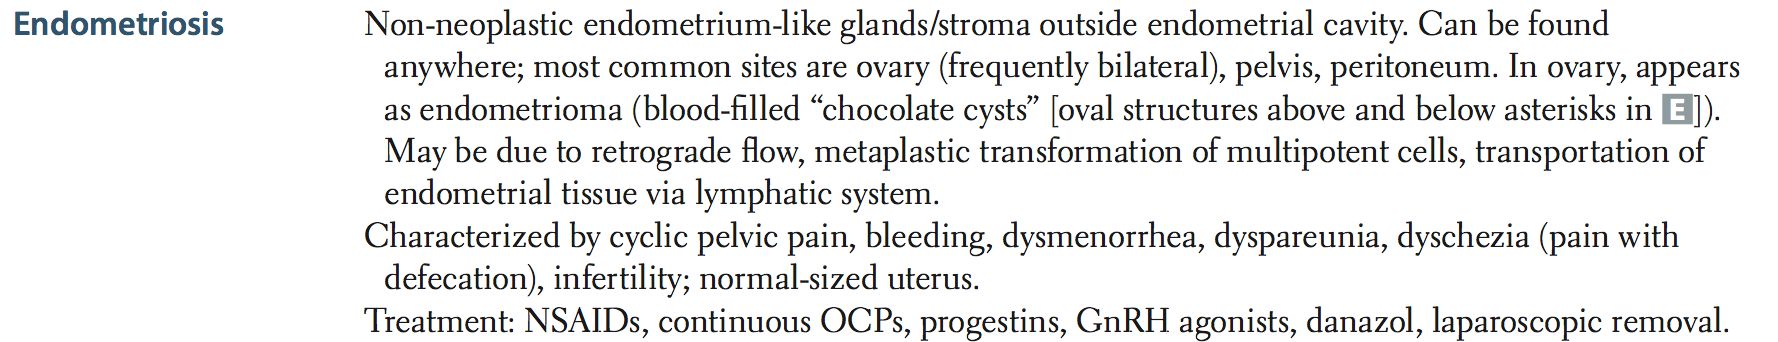 Endometriosis Non-neoplastic endometrium-like glands/stroma outside endometrial cavity. Can be found
anywhere; most common sites are ovary (frequently bilateral), pelvis, peritoneum. In ovary, appears
as endometrioma (blood-filled “chocolate cysts” [oval structures above and below asterisks in E]).
May be due to retrograde flow, metaplastic transformation of multipotent cells, transportation of
endometrial tissue via lymphatic system.
Characterized by cyclic pelvic pain, bleeding, dysmenorrhea, dyspareunia, dyschezia (pain with
defecation), infertility; normal-sized uterus.
Treatment: NSAIDs, continuous OCPs, progestins, GnRH agonists, danazol, laparoscopic removal.